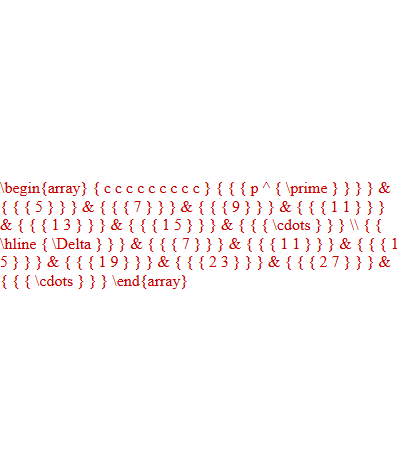 \begin{array} { c c c c c c c c c } { { { p ^ { \prime } } } } &
{ { { 5 } } } & { { { 7 } } } & { { { 9 } } } & { { { 1 1 } } }
& { { { 1 3 } } } & { { { 1 5 } } } & { { { \cdots } } } \\ { {
\hline { \Delta } } } & { { { 7 } } } & { { { 1 1 } } } & { { { 1
5 } } } & { { { 1 9 } } } & { { { 2 3 } } } & { { { 2 7 } } } &
{ { { \cdots } } } \end{array}